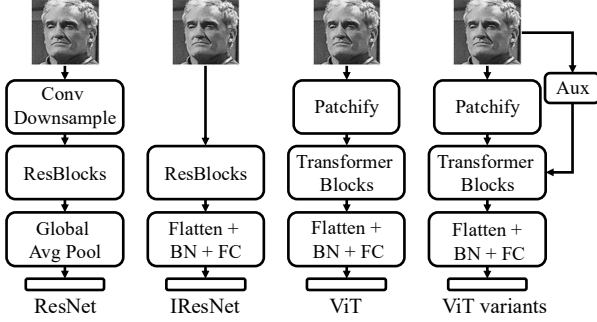 Conv
Downsample
ResBlocks
Global
Avg Pool
ResNet
ResBlocks
Flatten +
BN + FC
IResNet
Patchify
Transformer
Blocks
Flatten +
BN + FC
ViT
Patchify
Aux
Transformer
Blocks
Flatten +
BN + FC
ViT variants